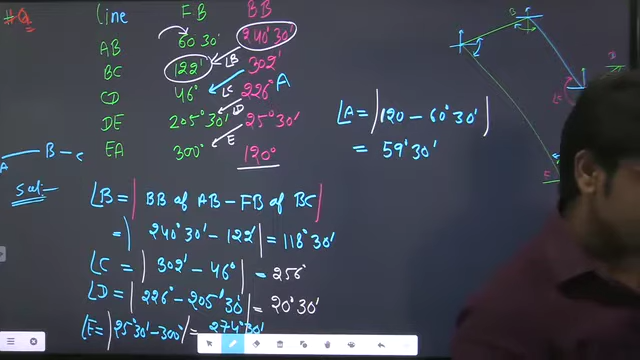 #Q Line FB BB
AB 60°30' 240°30'
BC 122° 302° ∠B
CD 46° 226° ∠C A
DE 205°30' 25°30' ∠D
EA 300° 120° E
∠A = |120 - 60°30'|
= 59°30'
A B - C
Sol:-
∠B = | BB of AB - FB of BC |
= | 240°30' - 122° | = 118°30'
∠C = | 302° - 46° | = 256°
∠D = | 226° - 205°30' | = 20°30'
∠E = | 25°30' - 300° | = 274°30'
B
D
E